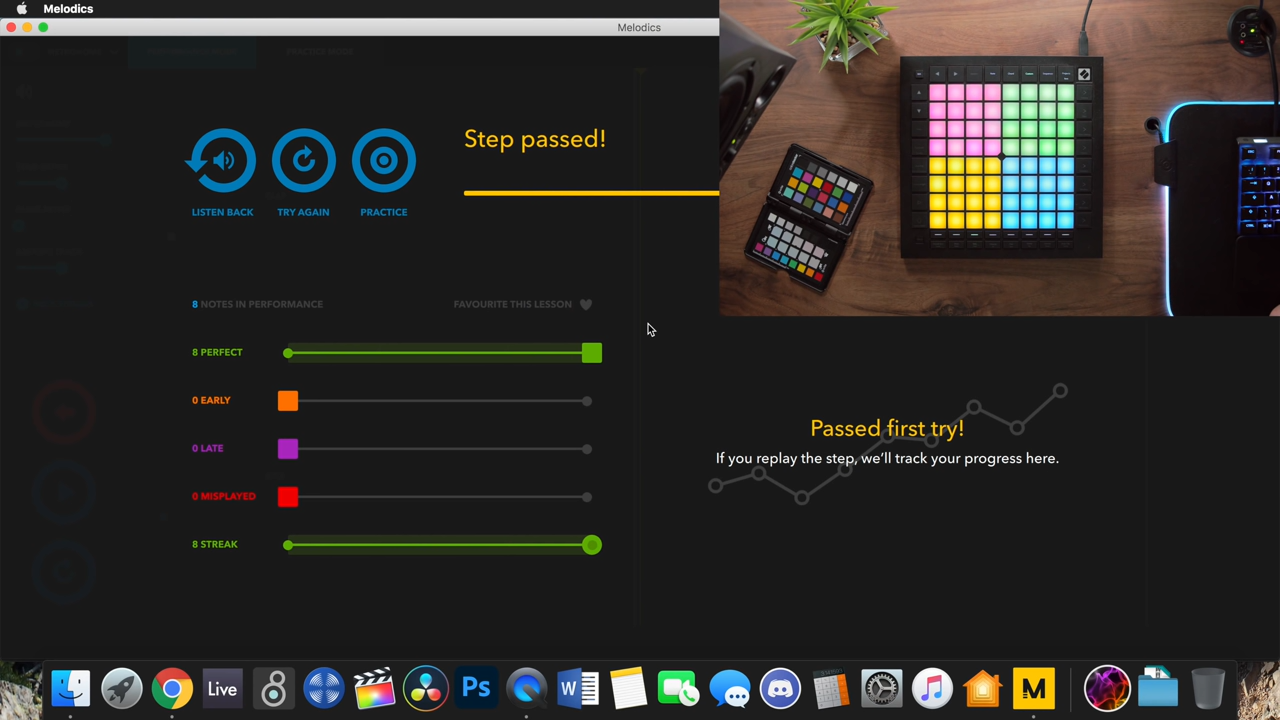 Melodics
Melodics
Step passed!
LISTEN BACK
TRY AGAIN
PRACTICE
8 NOTES IN PERFORMANCE
FAVOURITE THIS LESSON
8 PERFECT
0 EARLY
0 LATE
0 MISPLAYED
8 STREAK
Passed first try!
If you replay the step, we'll track your progress here.
Live
Ps
W
M